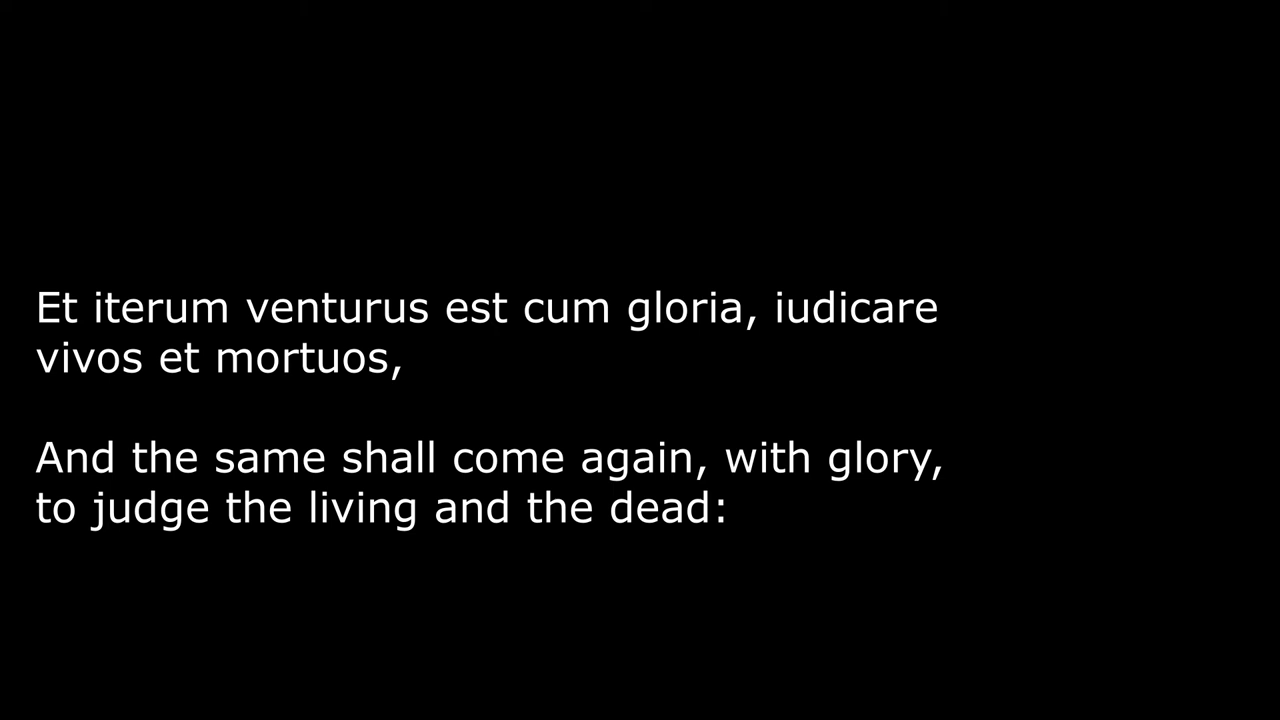 Et iterum venturus est cum gloria, iudicare
vivos et mortuos,
And the same shall come again, with glory,
to judge the living and the dead: